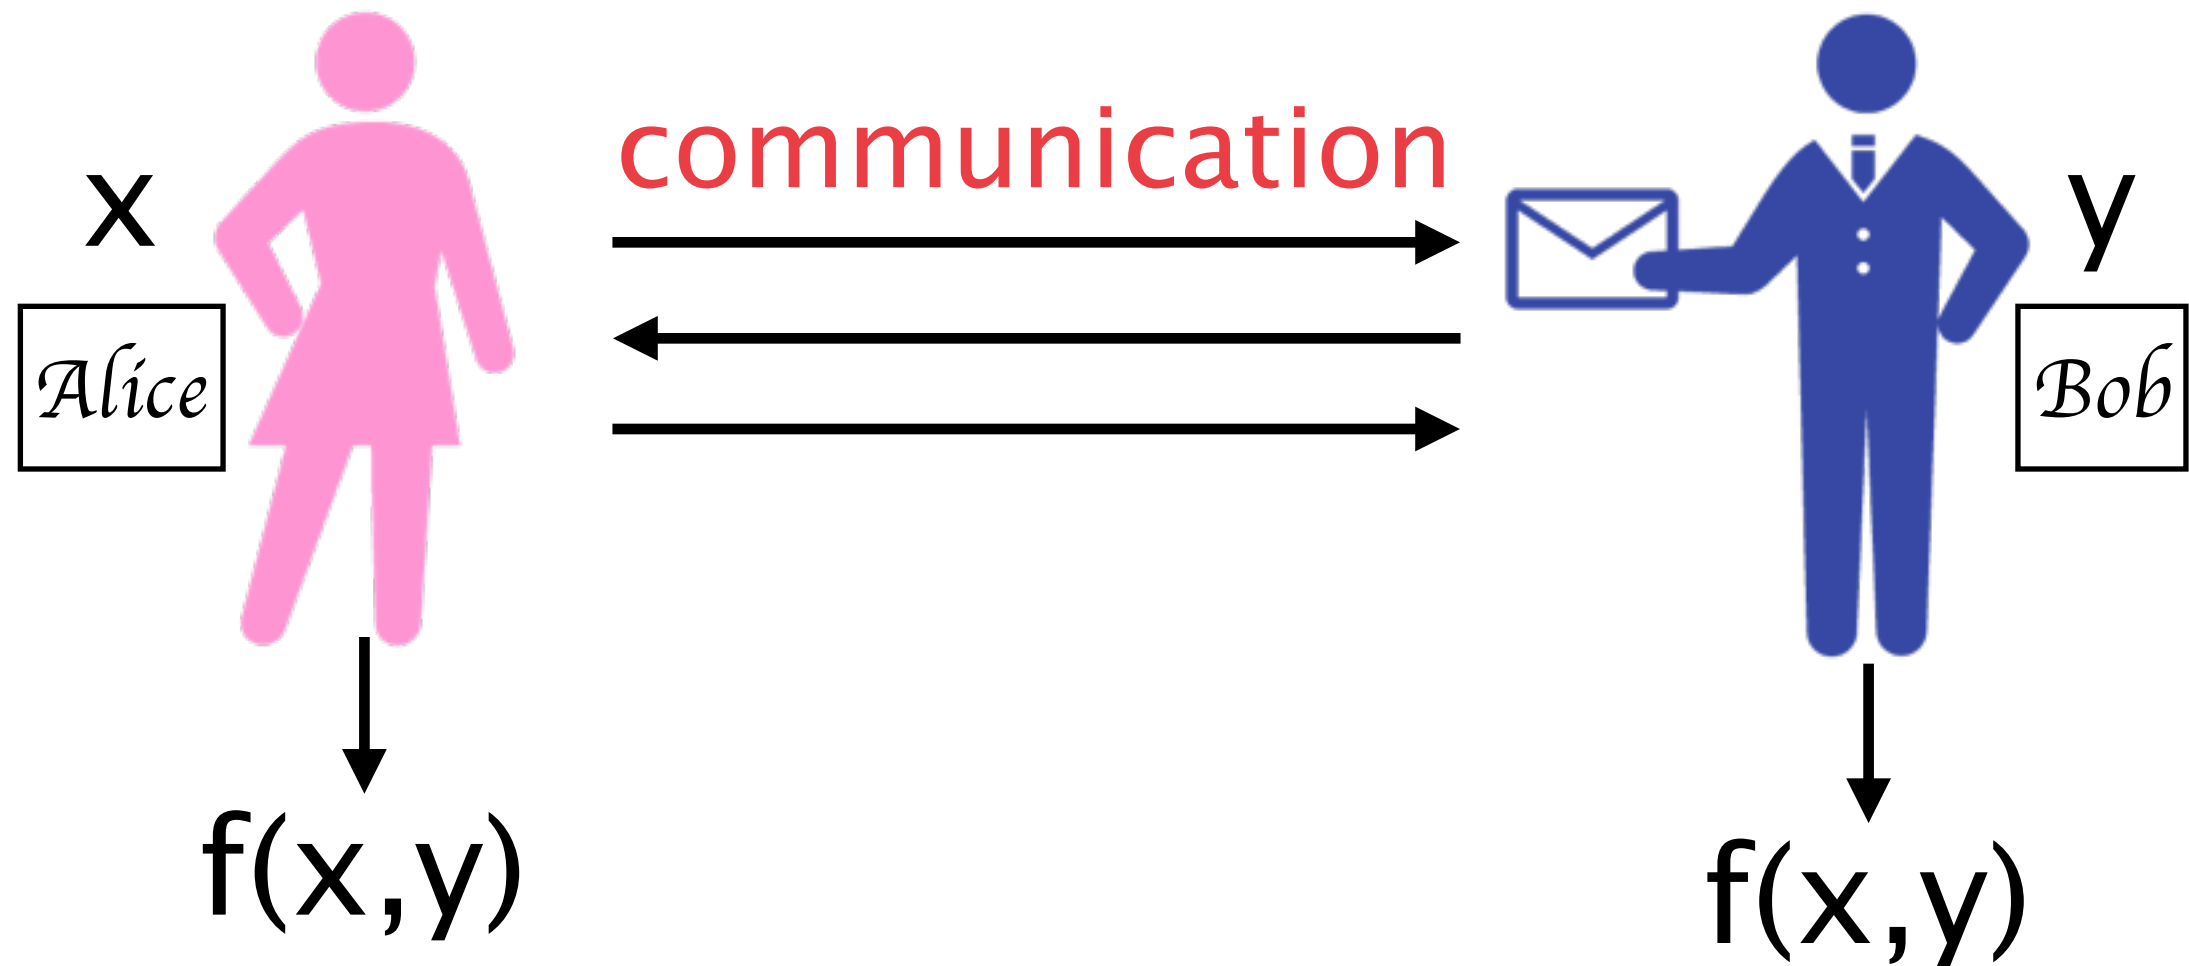 communication
x
y
Alice
Bob
f(x,y)
f(x,y)